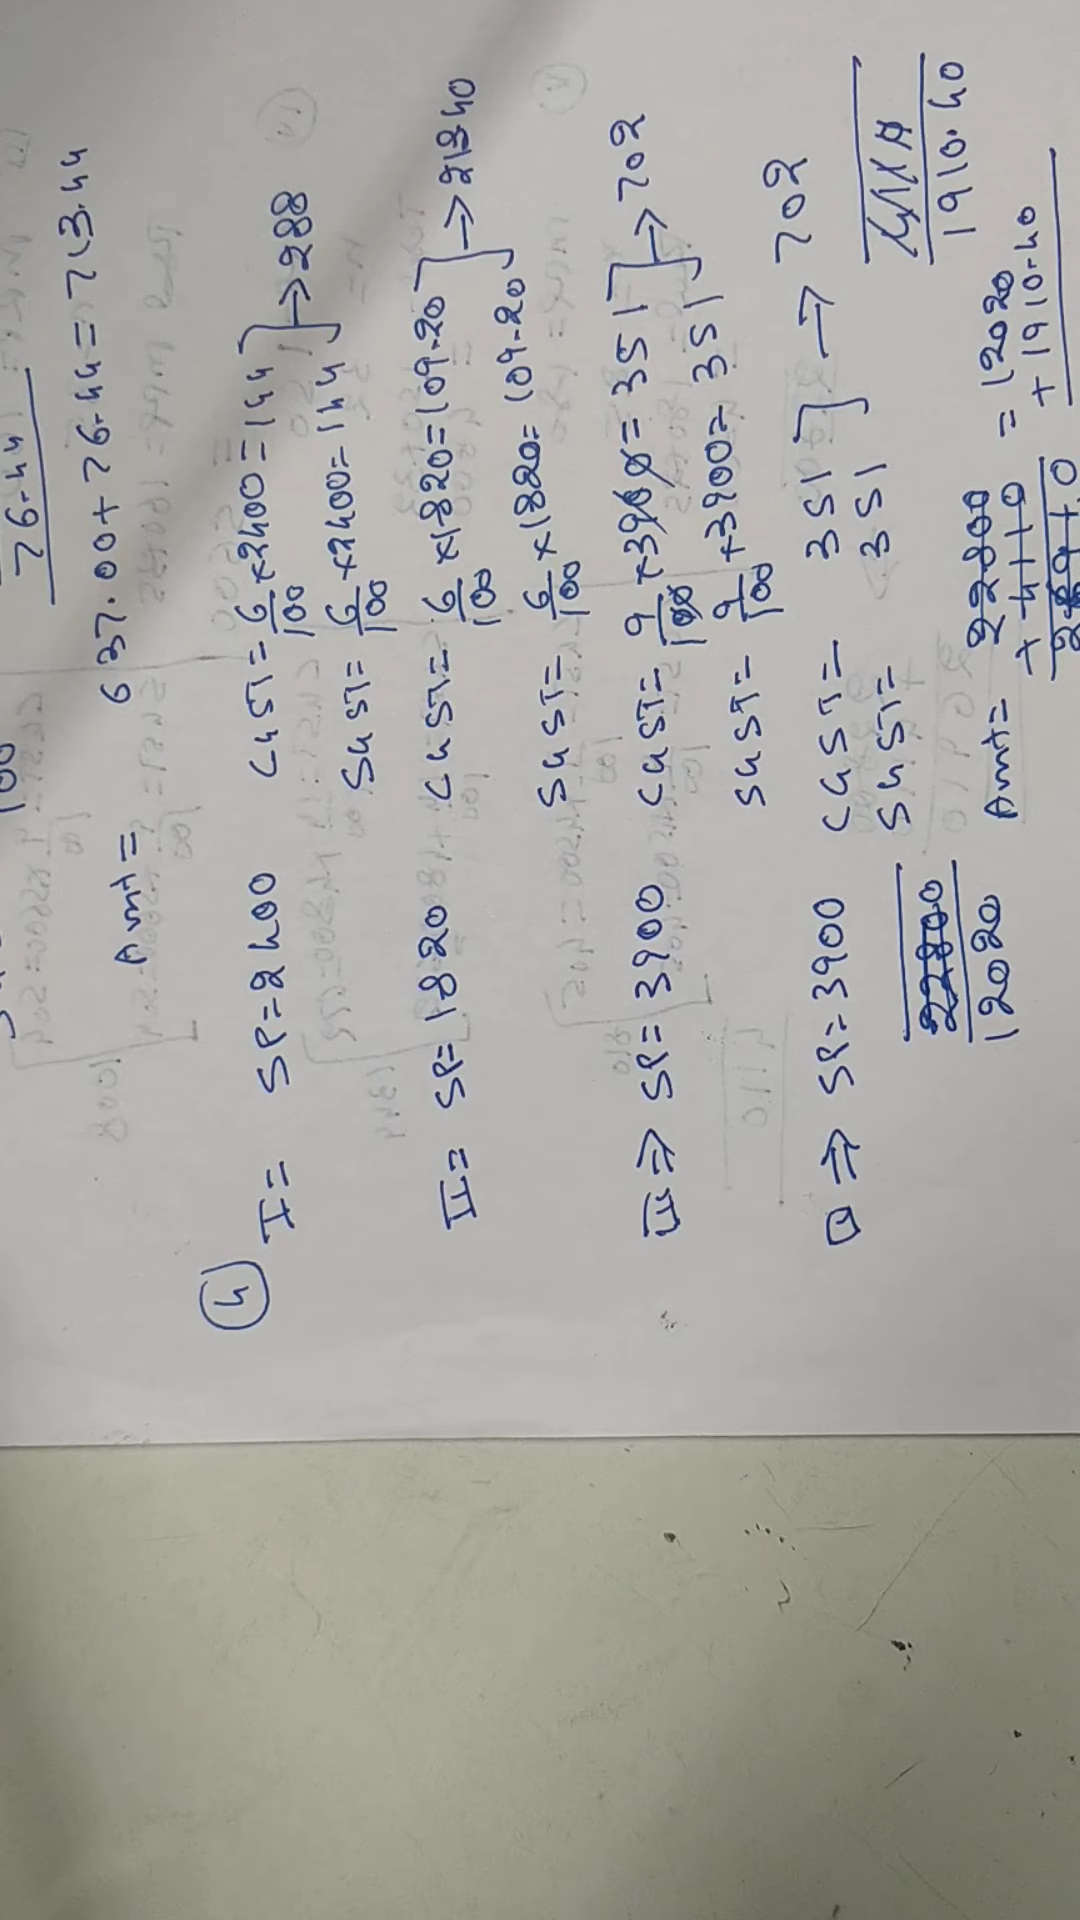 76.44
637.00 + 76.44 = 713.44
Amt =
(4)
I = SP = 2400 CGST = 6/100 × 2400 = 144 ] → 288
SGST = 6/100 × 2400 = 144
II = SP = 1820 CGST = 6/100 × 1820 = 109.20 ] → 218.40
SGST = 6/100 × 1820 = 109.20
III ⇒ SP = 3900 CGST = 9/100 × 3900 = 351 ] → 702
SGST = 9/100 × 3900 = 351
⇒ SP = 3900 CGST = 351 ] → 702
SGST = 351
22800
12020
1910.40
Amt = 22800 = 12020
+ 4110 + 1910.40